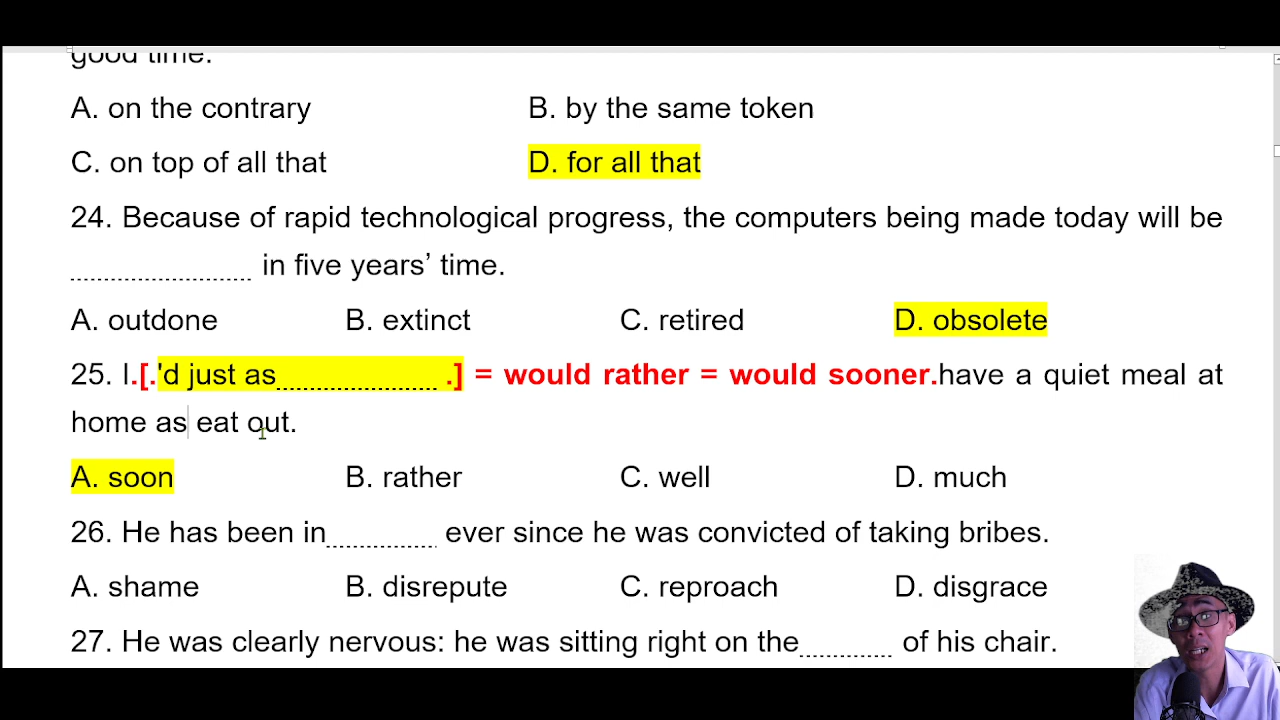 good time.
A. on the contrary B. by the same token
C. on top of all that D. for all that
24. Because of rapid technological progress, the computers being made today will be
.......................... in five years’ time.
A. outdone B. extinct C. retired D. obsolete
25. I.[.'d just as....................... .] = would rather = would sooner.have a quiet meal at
home as eat out.
A. soon B. rather C. well D. much
26. He has been in................ ever since he was convicted of taking bribes.
A. shame B. disrepute C. reproach D. disgrace
27. He was clearly nervous: he was sitting right on the............. of his chair.